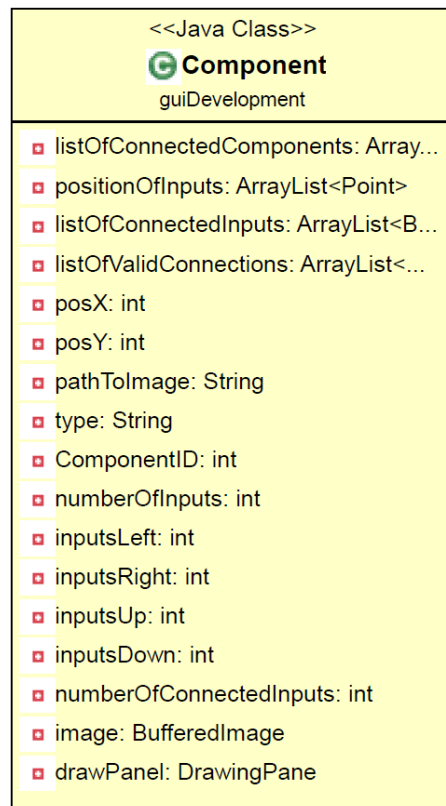 <<Java Class>>
C Component
guiDevelopment
listOfConnectedComponents: Array...
positionOfInputs: ArrayList<Point>
listOfConnectedInputs: ArrayList<B...
listOfValidConnections: ArrayList<...
posX: int
posY: int
pathToImage: String
type: String
ComponentID: int
numberOfInputs: int
inputsLeft: int
inputsRight: int
inputsUp: int
inputsDown: int
numberOfConnectedInputs: int
image: BufferedImage
drawPanel: DrawingPane